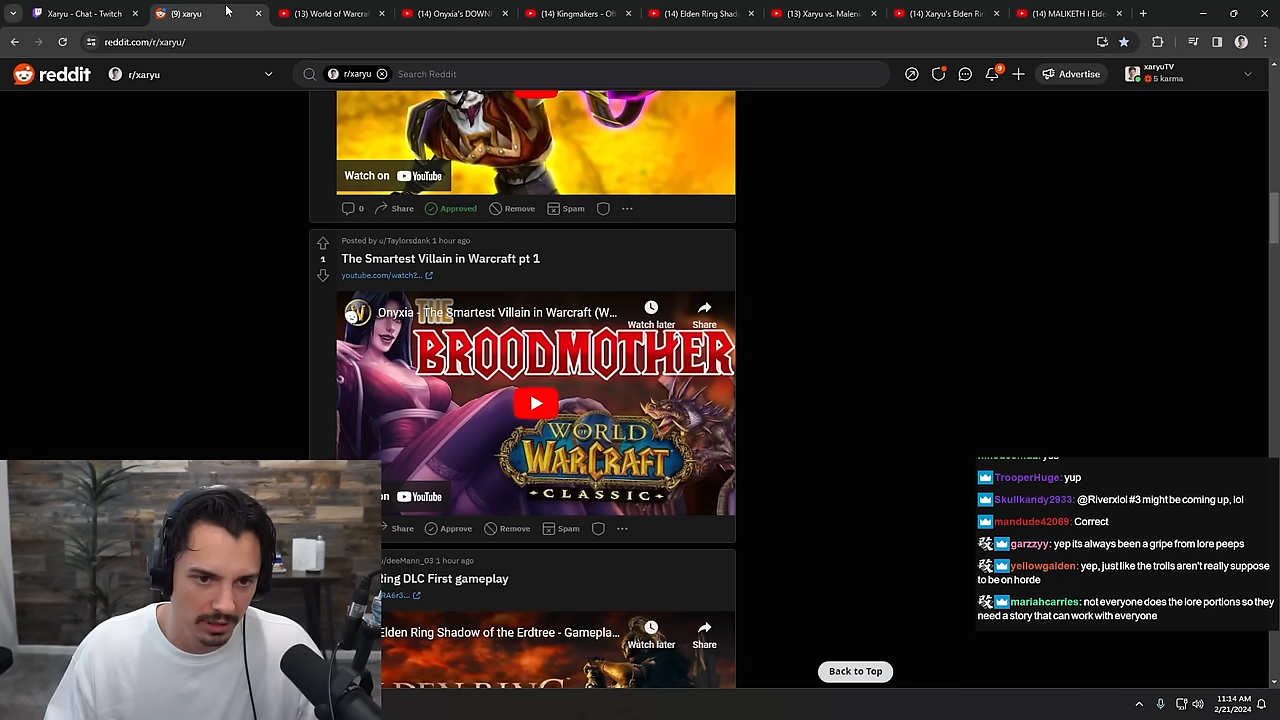 Xaryu - Chat - Twitch
(9) xaryu
(13) World of Warcra
(14) Onyxia's DOWN
(14) Kingmakers - Of
(14) Elden Ring Shad
(13) Xaryu vs. Maleni
(14) Xaryu's Elden Ri
(14) MALIKETH I Eld
reddit.com/r/xaryu/
reddit
r/xaryu
r/xaryu
Search Reddit
9
Advertise
xaryuTV
5 karma
Watch on YouTube
0 Share Approved Remove Spam
Posted by u/Taylorsdank 1 hour ago
1
The Smartest Villain in Warcraft pt 1
youtube.com/watch?...
Onyxia - The Smartest Villain in Warcraft (W...
Watch later
Share
THE
BROODMOTHER
WORLD
OF
WARCRAFT
CLASSIC
on YouTube
Share Approve Remove Spam
/deeMann_03 1 hour ago
Ring DLC First gameplay
RA6r3...
Elden Ring Shadow of the Erdtree - Gamepla...
Watch later
Share
Back to Top
TrooperHuge: yup
Skullkandy2933: @Riverxlol #3 might be coming up, lol
mandude42069: Correct
garzzyy: yep its always been a gripe from lore peeps
yellowgaiden: yep, just like the trolls aren't really suppose
to be on horde
mariahcarries: not everyone does the lore portions so they
need a story that can work with everyone
11:14 AM
2/21/2024